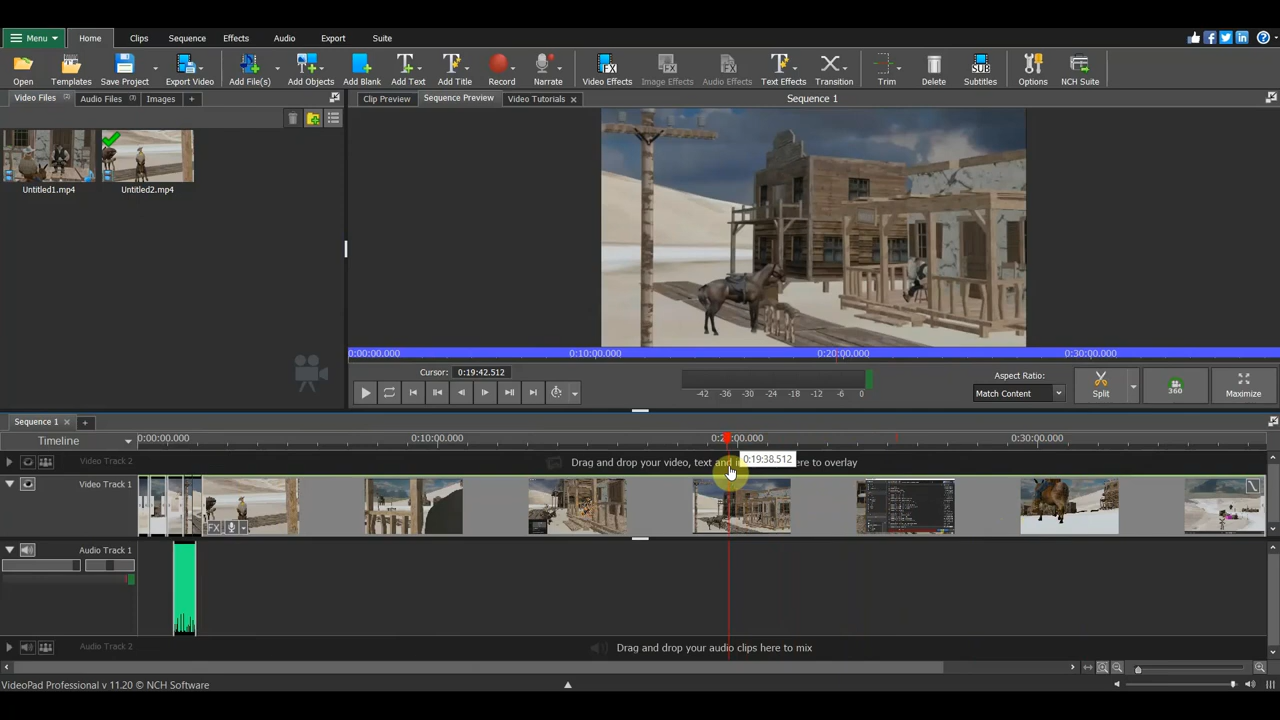 Menu Home Clips Sequence Effects Audio Export Suite
Open Templates Save Project Export Video Add File(s) Add Objects Add Blank Add Text Add Title Record Narrate Video Effects Image Effects Audio Effects Text Effects Transition Trim Delete Subtitles Options NCH Suite
Video Files Audio Files Images + Clip Preview Sequence Preview Video Tutorials Sequence 1
Untitled1.mp4 Untitled2.mp4
0:00:00.000 0:10:00.000 0:20:00.000 0:30:00.000
Cursor: 0:19:42.512
-42 -36 -30 -24 -18 -12 -6 0
Aspect Ratio:
Match Content
Split 360 Maximize
Sequence 1 +
Timeline 0:00:00.000 0:10:00.000 0:30:00.000
Video Track 2 Drag and drop your video, text and here to overlay
0:19:38.512
Video Track 1
FX
Audio Track 1
Audio Track 2 Drag and drop your audio clips here to mix
VideoPad Professional v 11.20 © NCH Software